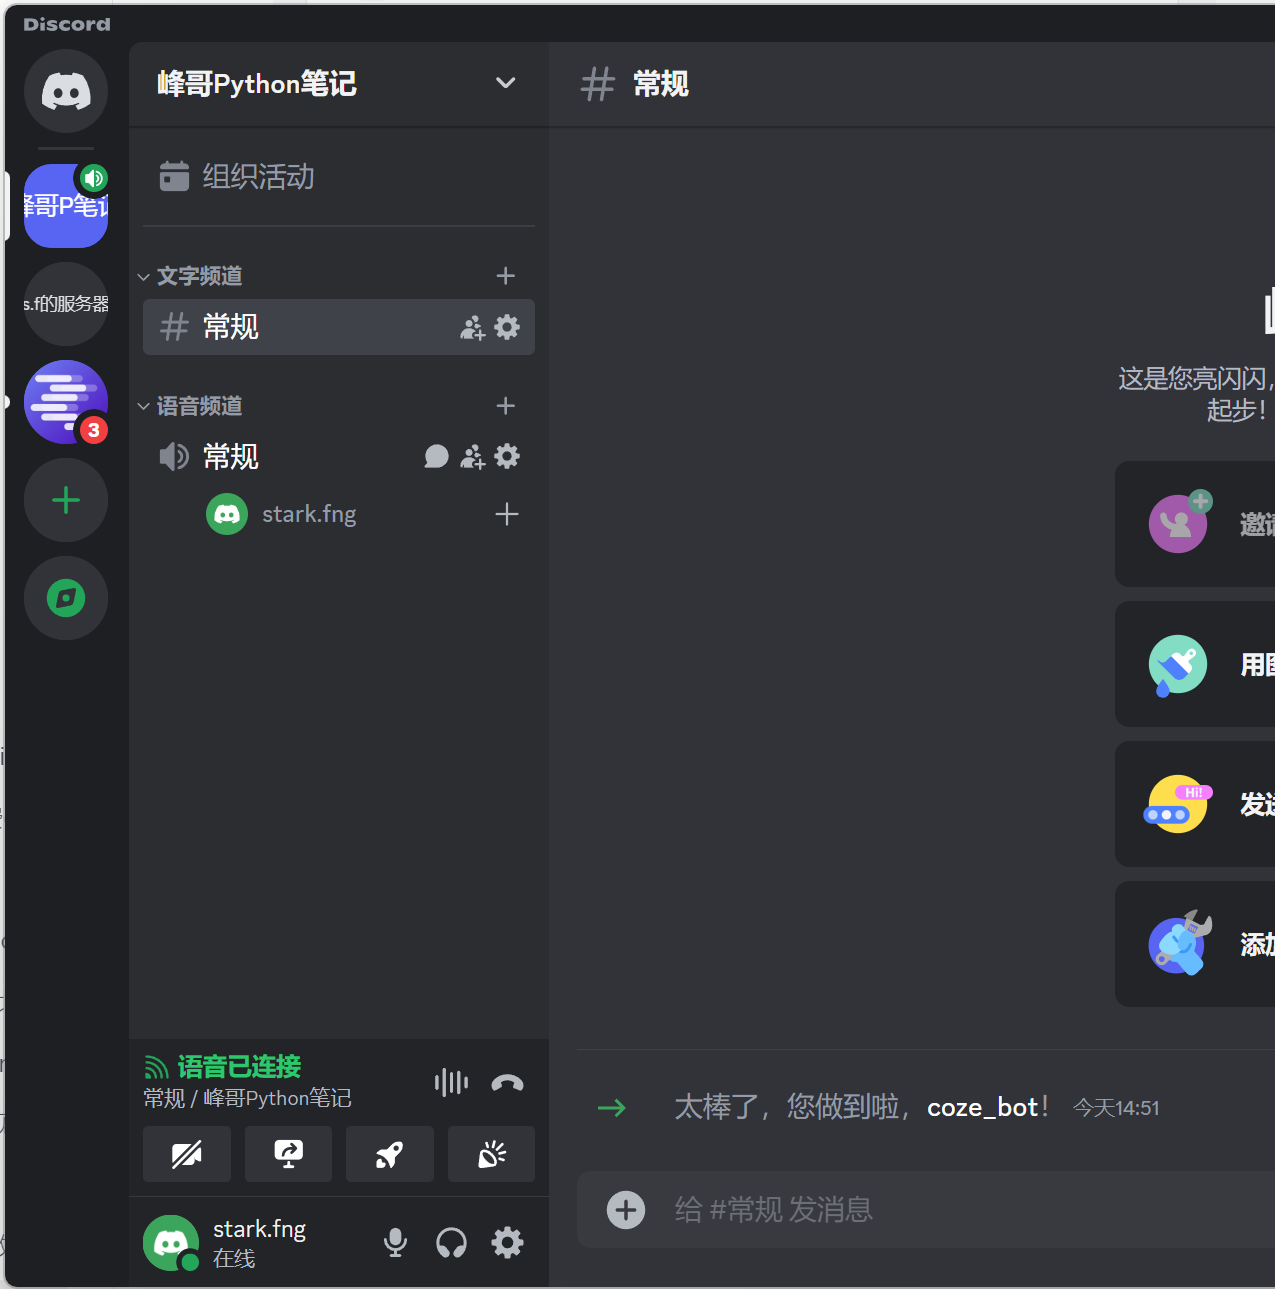 Discord
峰哥Python笔记
常规
组织活动
峰哥P笔记
文字频道
常规
s.f的服务器
这是您亮闪闪，
起步！
3
语音频道
常规
stark.fng
邀请
用
Hi!
发送
添加
语音已连接
常规 / 峰哥Python笔记
太棒了，您做到啦，coze_bot！ 今天14:51
给 #常规 发消息
stark.fng
在线